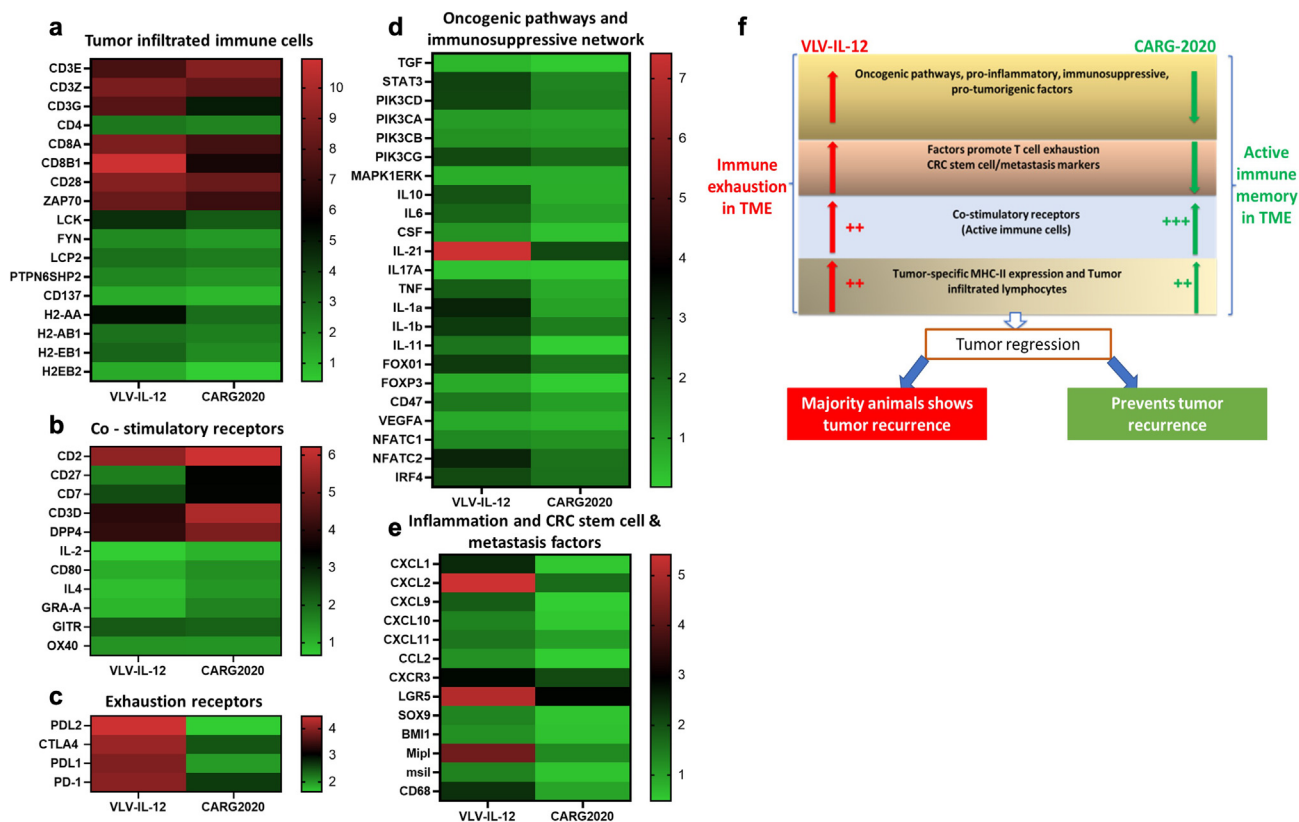 a
Tumor infiltrated immune cells
CD3E
CD3Z
CD3G
CD4
CD8A
CD8B1
CD28
ZAP70
LCK
FYN
LCP2
PTPN6SHP2
CD137
H2-AA
H2-AB1
H2-EB1
H2EB2
10
9
8
7
6
5
4
3
2
1
VLV-IL-12
CARG2020
b
Co - stimulatory receptors
CD2
CD27
CD7
CD3D
DPP4
IL-2
CD80
IL4
GRA-A
GITR
OX40
6
5
4
3
2
1
VLV-IL-12
CARG2020
c
Exhaustion receptors
PDL2
CTLA4
PDL1
PD-1
4
3
2
VLV-IL-12
CARG2020
d
Oncogenic pathways and
immunosuppressive network
TGF
STAT3
PIK3CD
PIK3CA
PIK3CB
PIK3CG
MAPK1ERK
IL10
IL6
CSF
IL-21
IL17A
TNF
IL-1a
IL-1b
IL-11
FOX01
FOXP3
CD47
VEGFA
NFATC1
NFATC2
IRF4
7
6
5
4
3
2
1
VLV-IL-12
CARG2020
e
Inflammation and CRC stem cell &
metastasis factors
CXCL1
CXCL2
CXCL9
CXCL10
CXCL11
CCL2
CXCR3
LGR5
SOX9
BMI1
Mipl
msil
CD68
5
4
3
2
1
VLV-IL-12
CARG2020
f
VLV-IL-12
CARG-2020
Oncogenic pathways, pro-inflammatory, immunosuppressive,
pro-tumorigenic factors
Factors promote T cell exhaustion
CRC stem cell/metastasis markers
Immune
exhaustion
in TME
Active
immune
memory
in TME
Co-stimulatory receptors
(Active immune cells)
++
+++
Tumor-specific MHC-II expression and Tumor
infiltrated lymphocytes
++
++
Tumor regression
Majority animals shows
tumor recurrence
Prevents tumor
recurrence